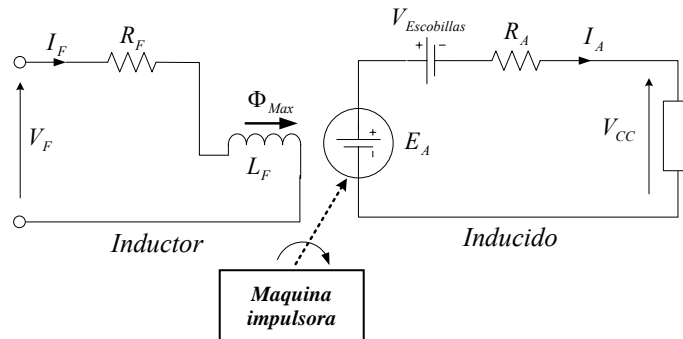 I_F
R_F
Φ_Max
V_F
L_F
Inductor
V_Escobillas
+ -
R_A
I_A
+
-
E_A
V_CC
Inducido
Maquina
impulsora